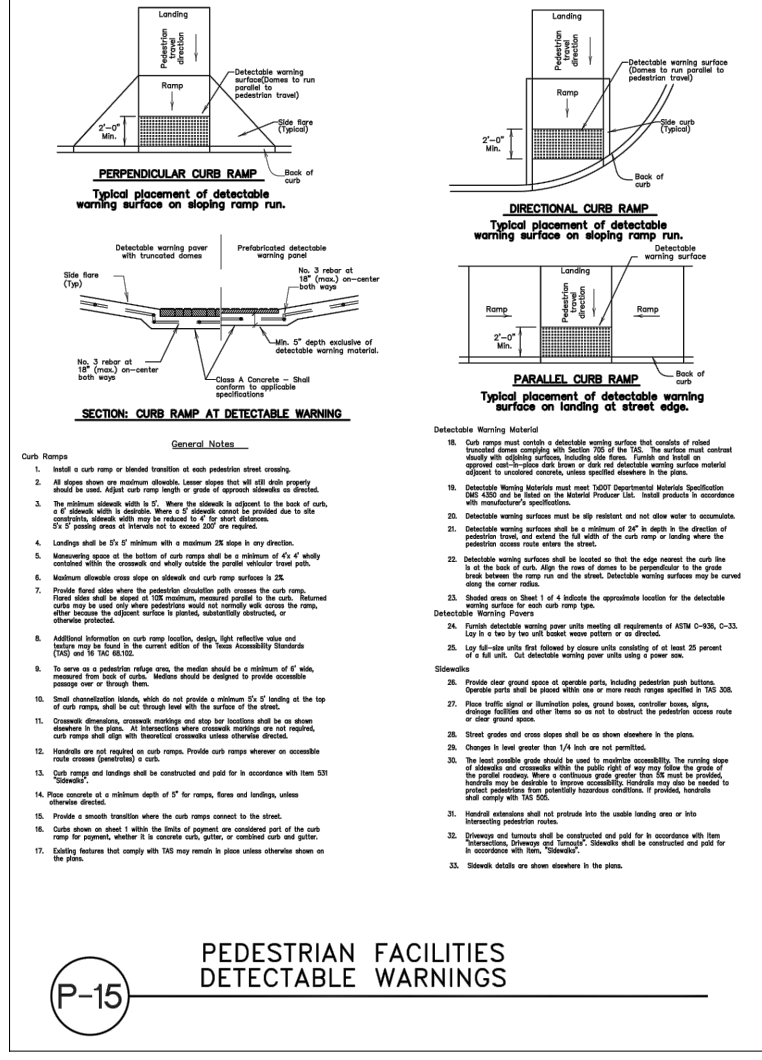 Landing
Pedestrian
travel
direction
Ramp
Detectable warning
surface(Domes to run
parallel to
pedestrian travel)
2'-0"
Min.
Side flare
(Typical)
Back of
curb
PERPENDICULAR CURB RAMP
Typical placement of detectable
warning surface on sloping ramp run.
Landing
Pedestrian
travel
direction
Ramp
Detectable warning surface
(Domes to run parallel to
pedestrian travel)
2'-0"
Min.
Side curb
(Typical)
Back of
curb
DIRECTIONAL CURB RAMP
Typical placement of detectable
warning surface on sloping ramp run.
Detectable warning paver
with truncated domes
Prefabricated detectable
warning panel
Side flare
(Typ)
No. 3 rebar at
18" (max.) on-center
both ways
No. 3 rebar at
18" (max.) on-center
both ways
Min. 5" depth exclusive of
detectable warning material.
Class A Concrete - Shall
conform to applicable
specifications
SECTION: CURB RAMP AT DETECTABLE WARNING
Detectable
warning surface
Landing
Pedestrian
travel
direction
Ramp
Ramp
2'-0"
Min.
Back of
curb
PARALLEL CURB RAMP
Typical placement of detectable warning
surface on landing at street edge.
General Notes
Curb Ramps
1. Install a curb ramp or blended transition at each pedestrian street crossing.
2. All slopes shown are maximum allowable. Lesser slopes that will still drain properly
should be used. Adjust curb ramp length or grade of approach sidewalks as directed.
3. The minimum sidewalk width is 5'. Where the sidewalk is adjacent to the back of curb,
a 6' sidewalk width is desirable. Where a 5' sidewalk cannot be provided due to site
constraints, sidewalk width may be reduced to 4' for short distances.
5'x 5' passing areas at intervals not to exceed 200' are required.
4. Landings shall be 5'x 5' minimum with a maximum 2% slope in any direction.
5. Maneuvering space at the bottom of curb ramps shall be a minimum of 4'x 4' wholly
contained within the crosswalk and wholly outside the parallel vehicular travel path.
6. Maximum allowable cross slope on sidewalk and curb ramp surfaces is 2%.
7. Provide flared sides where the pedestrian circulation path crosses the curb ramp.
Flared sides shall be sloped at 10% maximum, measured parallel to the curb. Returned
curbs may be used only where pedestrians would not normally walk across the ramp,
either because the adjacent surface is planted, substantially obstructed, or
otherwise protected.
8. Additional information on curb ramp location, design, light reflective value and
texture may be found in the current edition of the Texas Accessibility Standards
(TAS) and 16 TAC 68.102.
9. To serve as a pedestrian refuge area, the median should be a minimum of 6' wide,
measured from back of curbs. Medians should be designed to provide accessible
passage over or through them.
10. Small channelization islands, which do not provide a minimum 5'x 5' landing at the top
of curb ramps, shall be cut through level with the surface of the street.
11. Crosswalk dimensions, crosswalk markings and stop bar locations shall be as shown
elsewhere in the plans. At intersections where crosswalk markings are not required,
curb ramps shall align with theoretical crosswalks unless otherwise directed.
12. Handrails are not required on curb ramps. Provide curb ramps wherever on accessible
route crosses (penetrates) a curb.
13. Curb ramps and landings shall be constructed and paid for in accordance with Item 531
"Sidewalks".
14. Place concrete at a minimum depth of 5" for ramps, flares and landings, unless
otherwise directed.
15. Provide a smooth transition where the curb ramps connect to the street.
16. Curbs shown on sheet 1 within the limits of payment are considered part of the curb
ramp for payment, whether it is concrete curb, gutter, or combined curb and gutter.
17. Existing features that comply with TAS may remain in place unless otherwise shown on
the plans.
Detectable Warning Material
18. Curb ramps must contain a detectable warning surface that consists of raised
truncated domes complying with Section 705 of the TAS. The surface must contrast
visually with adjoining surfaces, including side flares. Furnish and install an
approved cast-in-place dark brown or dark red detectable warning surface material
adjacent to uncolored concrete, unless specified elsewhere in the plans.
19. Detectable Warning Materials must meet TxDOT Departmental Materials Specification
DMS 4350 and be listed on the Material Producer List. Install products in accordance
with manufacturer's specifications.
20. Detectable warning surfaces must be slip resistant and not allow water to accumulate.
21. Detectable warning surfaces shall be a minimum of 24" in depth in the direction of
pedestrian travel, and extend the full width of the curb ramp or landing where the
pedestrian access route enters the street.
22. Detectable warning surfaces shall be located so that the edge nearest the curb line
is at the back of curb. Align the rows of domes to be perpendicular to the grade
break between the ramp run and the street. Detectable warning surfaces may be curved
along the corner radius.
23. Shaded areas on Sheet 1 of 4 indicate the approximate location for the detectable
warning surface for each curb ramp type.
Detectable Warning Pavers
24. Furnish detectable warning paver units meeting all requirements of ASTM C-936, C-33.
Lay in a two by two unit basket weave pattern or as directed.
25. Lay full-size units first followed by closure units consisting of at least 25 percent
of a full unit. Cut detectable warning paver units using a power saw.
Sidewalks
26. Provide clear ground space at operable parts, including pedestrian push buttons.
Operable parts shall be placed within one or more reach ranges specified in TAS 308.
27. Place traffic signal or illumination poles, ground boxes, controller boxes, signs,
drainage facilities and other items so as not to obstruct the pedestrian access route
or clear ground space.
28. Street grades and cross slopes shall be as shown elsewhere in the plans.
29. Changes in level greater than 1/4 inch are not permitted.
30. The least possible grade should be used to maximize accessibility. The running slope
of sidewalks and crosswalks within the public right of way may follow the grade of
the parallel roadway. Where a continuous grade greater than 5% must be provided,
handrails may be desirable to improve accessibility. Handrails may also be needed to
protect pedestrians from potentially hazardous conditions. If provided, handrails
shall comply with TAS 505.
31. Handrail extensions shall not protrude into the usable landing area or into
intersecting pedestrian routes.
32. Driveways and turnouts shall be constructed and paid for in accordance with Item
"Intersections, Driveways and Turnouts". Sidewalks shall be constructed and paid for
in accordance with Item, "Sidewalks".
33. Sidewalk details are shown elsewhere in the plans.
PEDESTRIAN FACILITIES
DETECTABLE WARNINGS
P-15